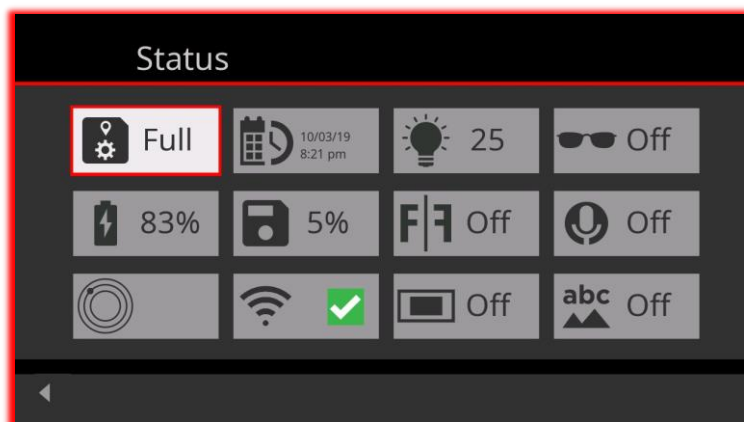 Status
Full
10/03/19
8:21 pm
25
Off
83%
5%
F|F Off
Off
Off
abc Off